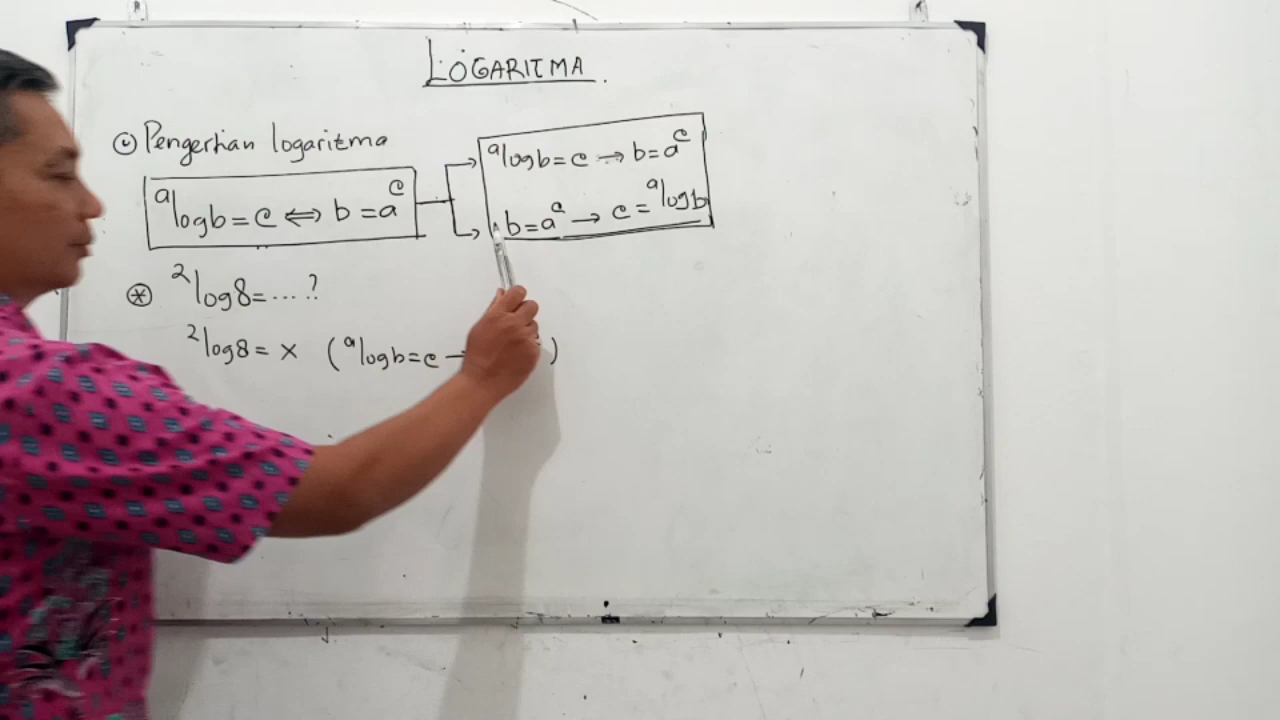 LOGARITMA
Pengertian logaritma
ᵃlog b = c ⇔ b = aᶜ
ᵃlog b = c → b = aᶜ
b = aᶜ → c = ᵃlog b
⊛ ²log 8 = .... ?
²log 8 = x (ᵃlog b = c → )